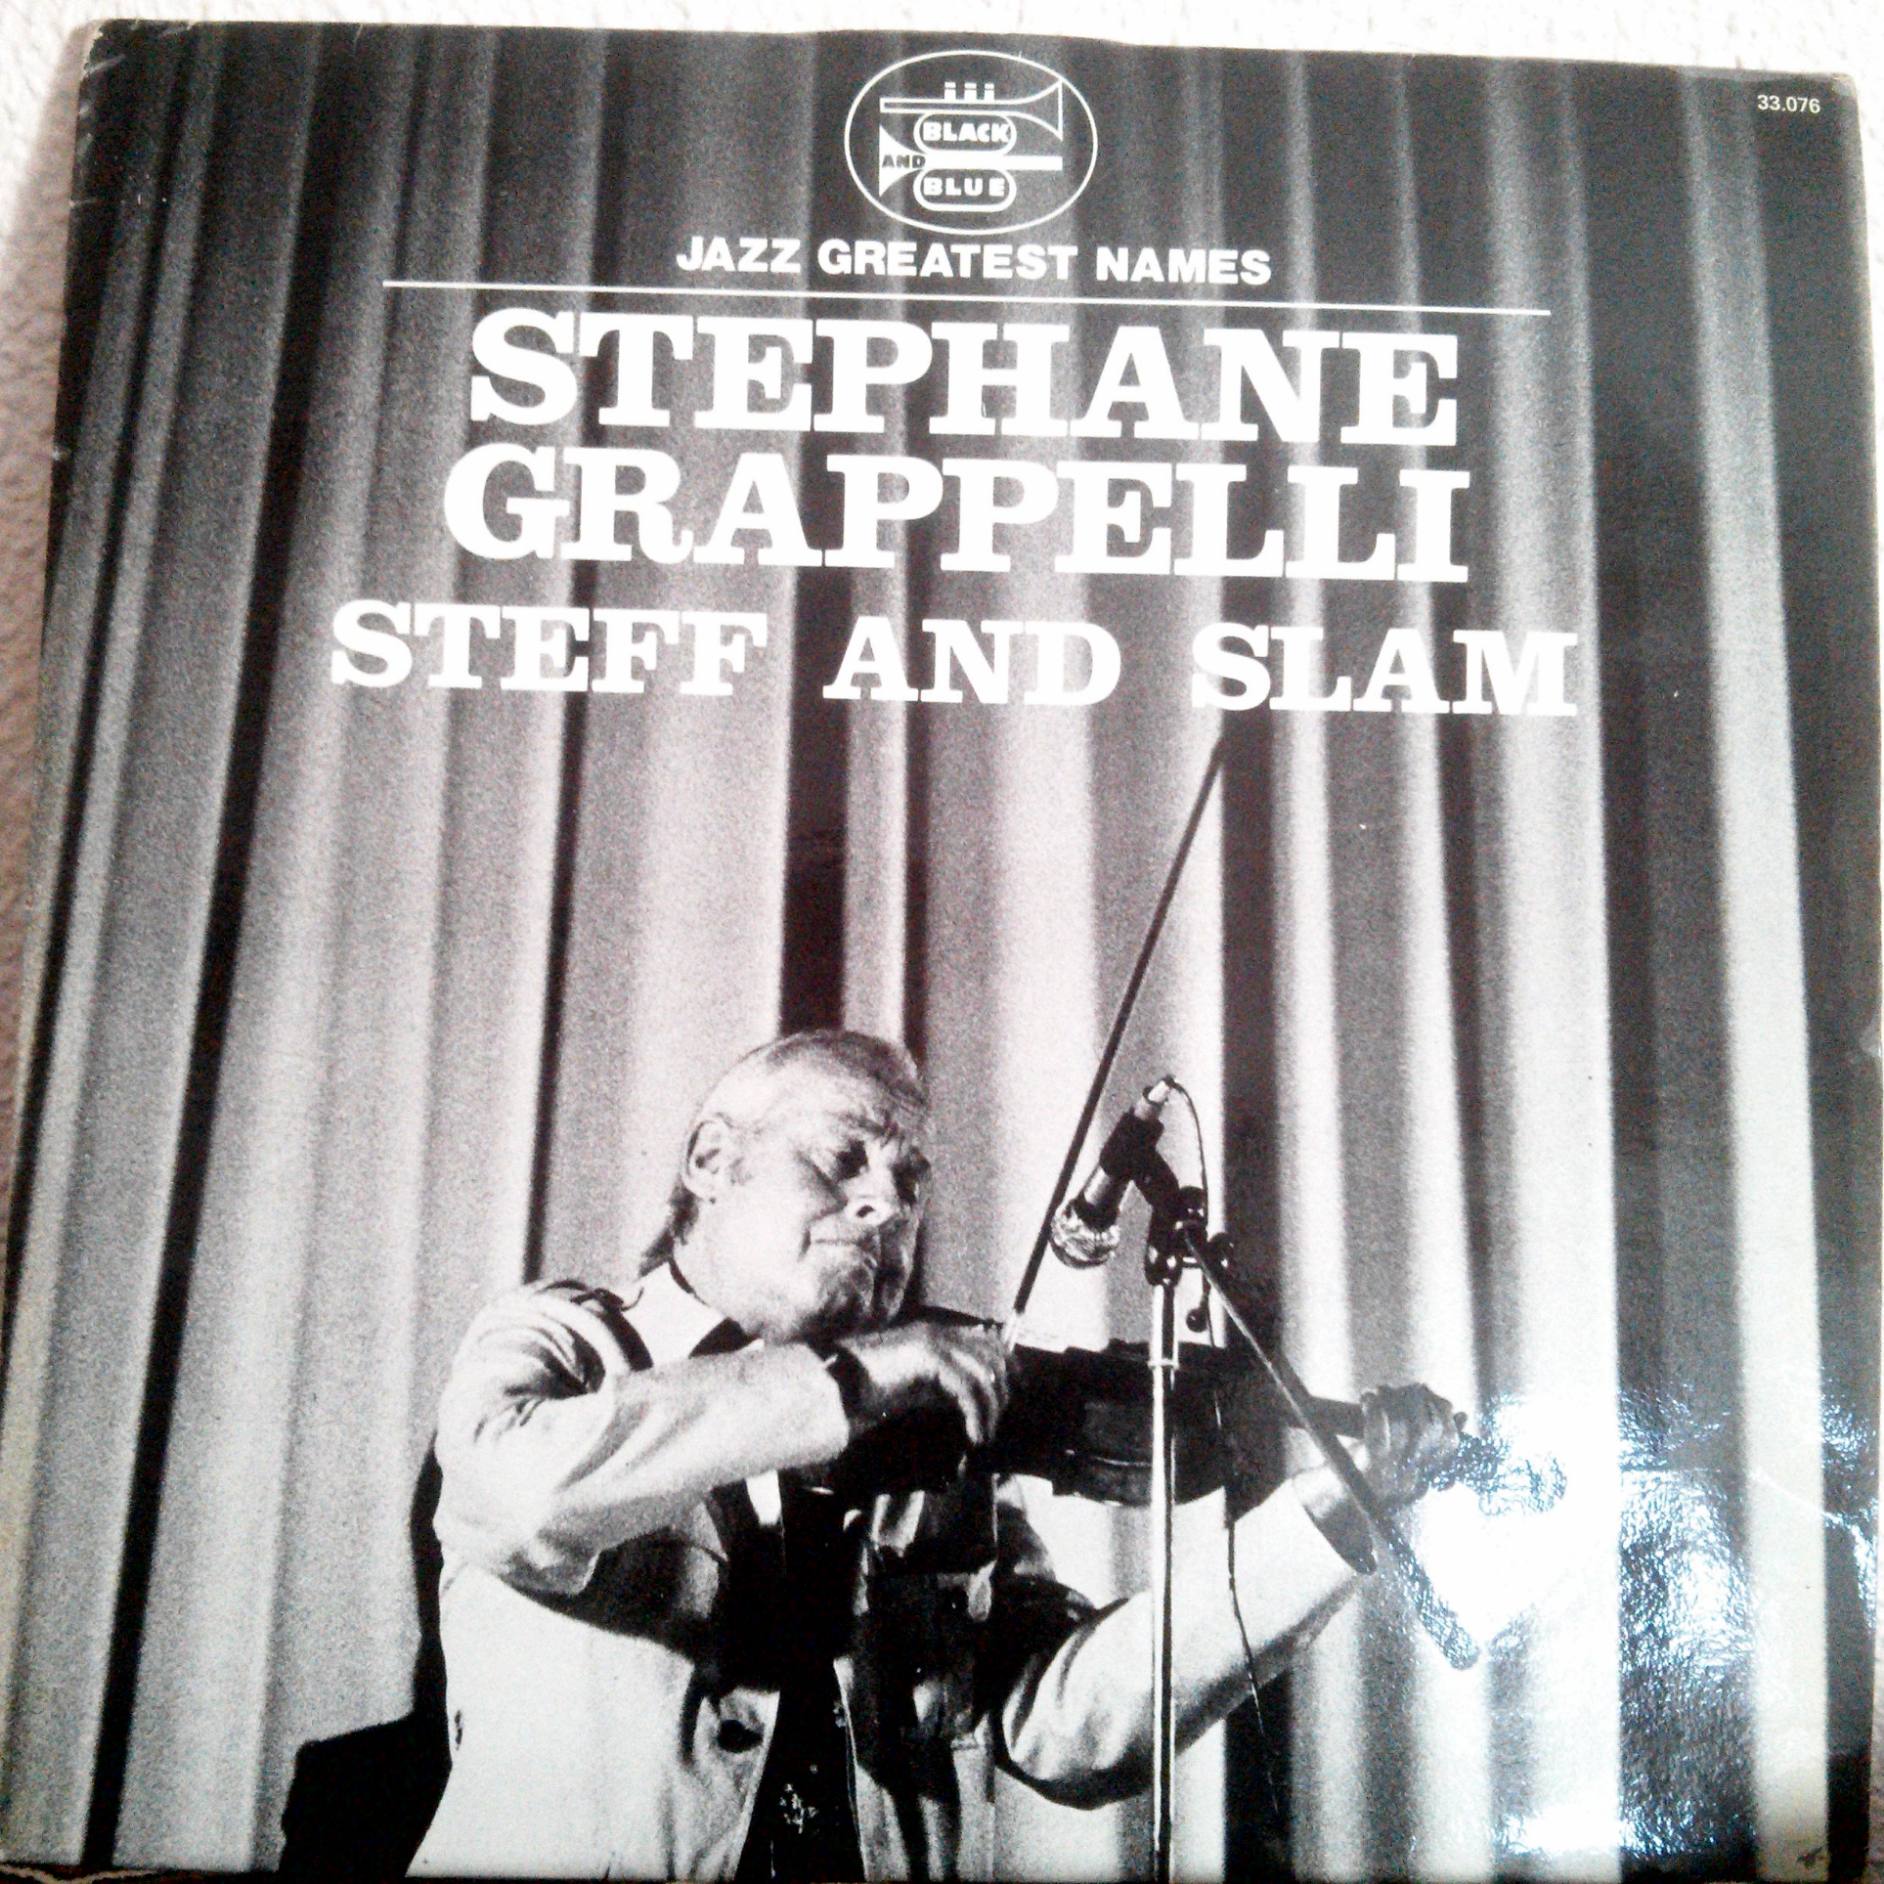 BLACK
AND
BLUE
33.076
JAZZ GREATEST NAMES
STEPHANE
GRAPPELLI
STEFF AND SLAM